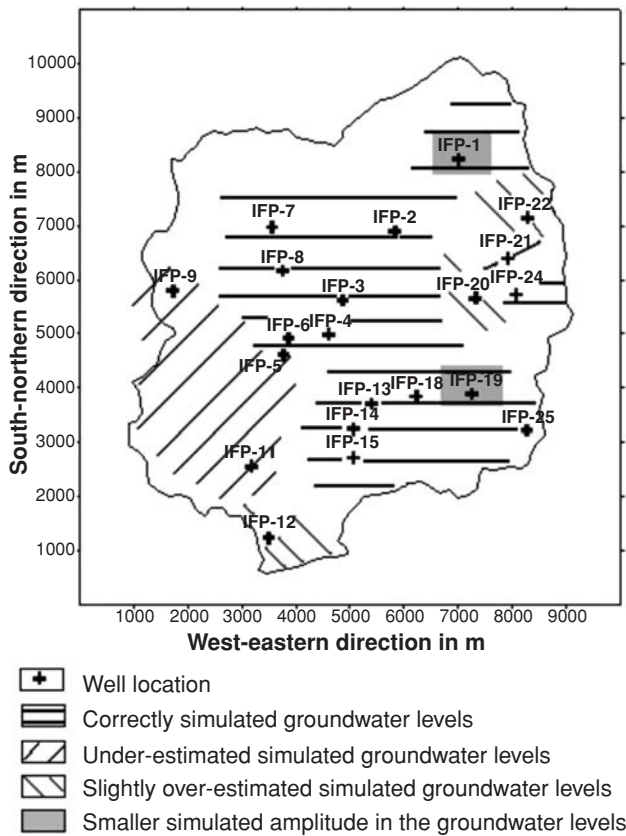 10000
9000
8000
7000
6000
5000
4000
3000
2000
1000
South-northern direction in m
IFP-1
IFP-22
IFP-7
IFP-2
IFP-21
IFP-8
IFP-24
IFP-9
IFP-3
IFP-20
IFP-6
IFP-4
IFP-5
IFP-13
IFP-18
IFP-19
IFP-14
IFP-25
IFP-15
IFP-11
IFP-12
1000 2000 3000 4000 5000 6000 7000 8000 9000
West-eastern direction in m
Well location
Correctly simulated groundwater levels
Under-estimated simulated groundwater levels
Slightly over-estimated simulated groundwater levels
Smaller simulated amplitude in the groundwater levels